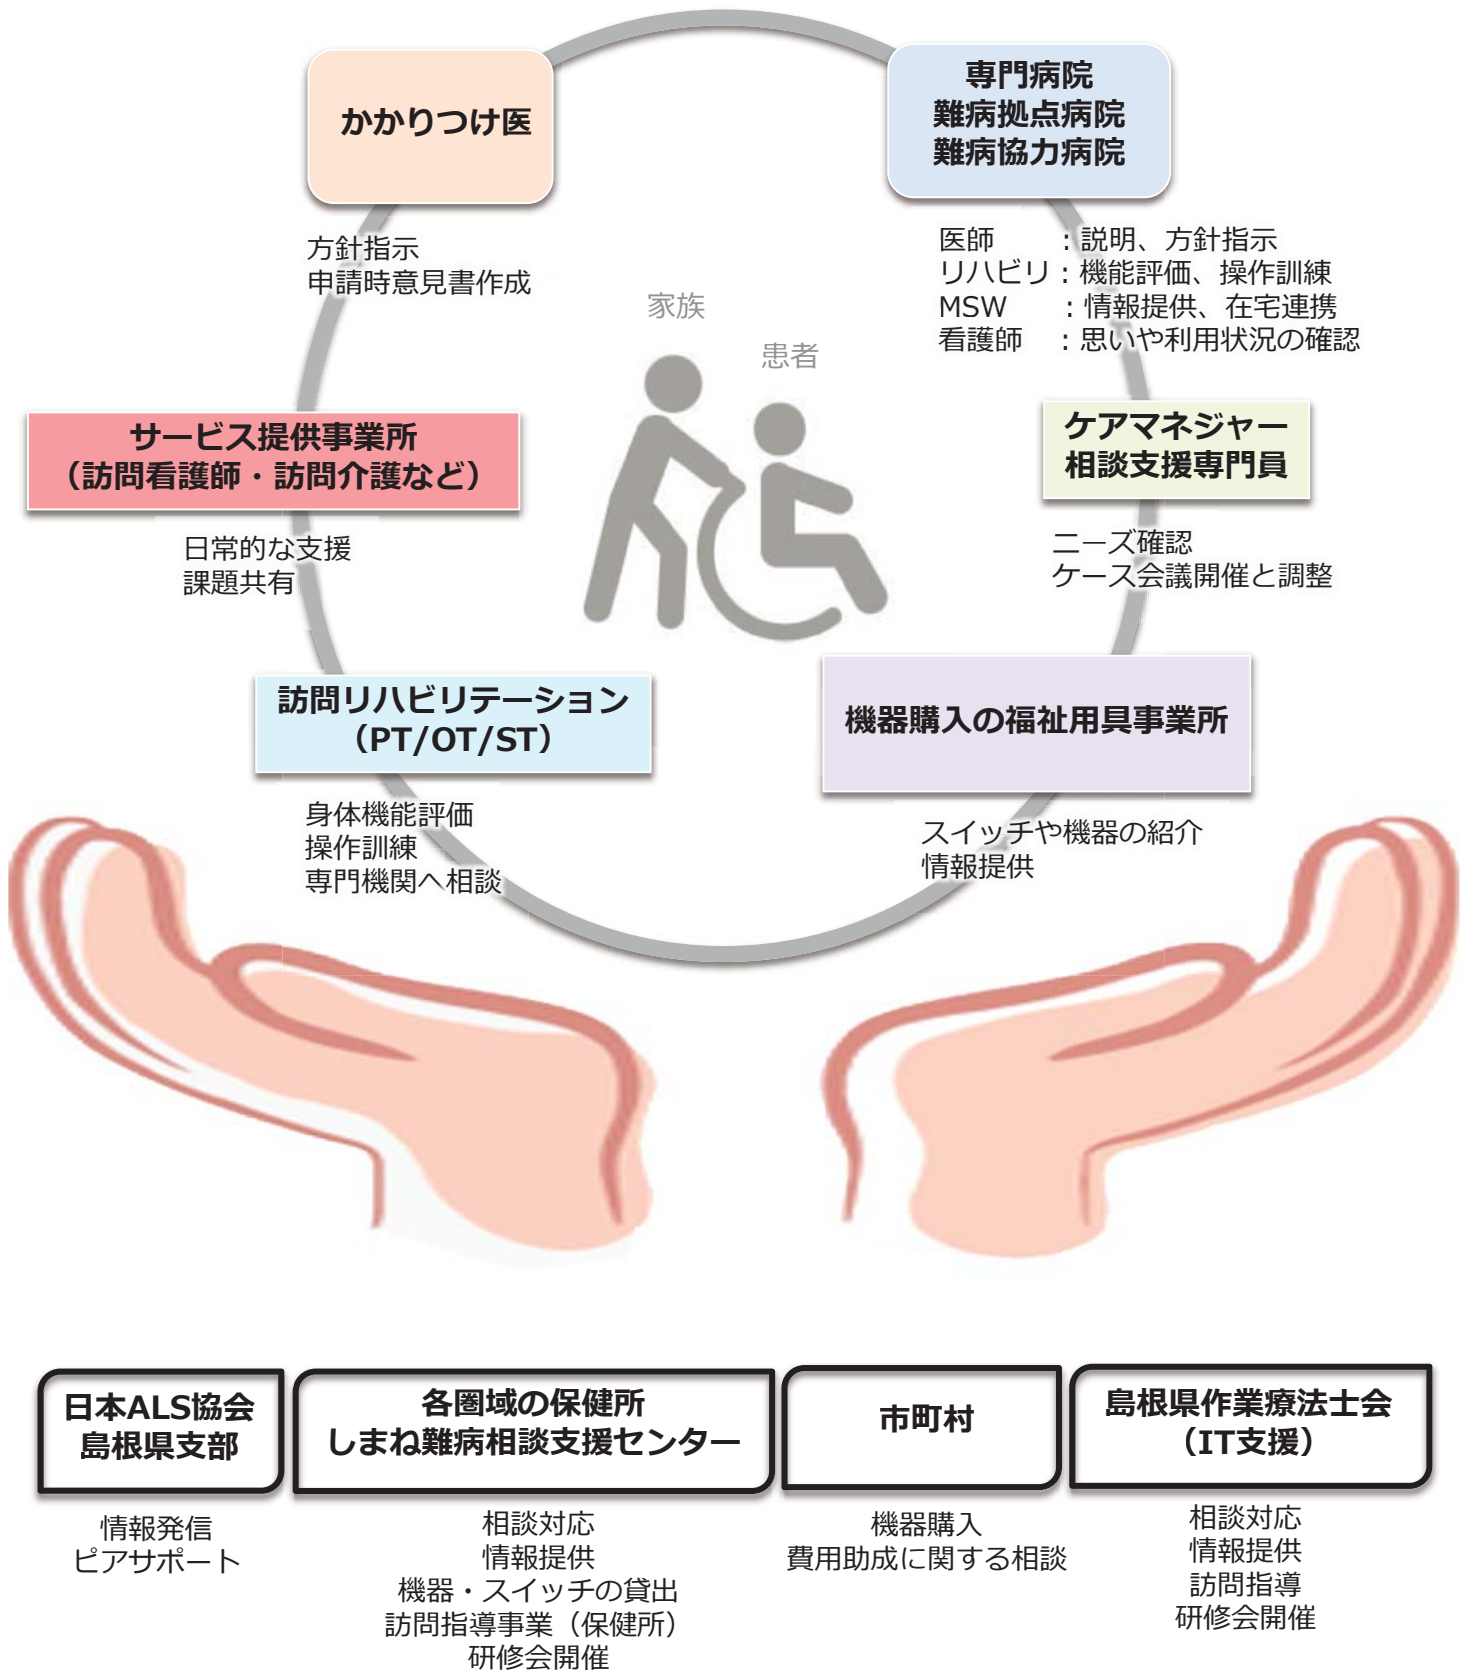 かかりつけ医
方針指示
申請時意見書作成
専門病院
難病拠点病院
難病協力病院
医師 : 説明、方針指示
リハビリ : 機能評価、操作訓練
MSW : 情報提供、在宅連携
看護師 : 思いや利用状況の確認
家族
患者
サービス提供事業所
(訪問看護師・訪問介護など)
日常的な支援
課題共有
ケアマネジャー
相談支援専門員
ニーズ確認
ケース会議開催と調整
訪問リハビリテーション
(PT/OT/ST)
身体機能評価
操作訓練
専門機関へ相談
機器購入の福祉用具事業所
スイッチや機器の紹介
情報提供
日本ALS協会
島根県支部
情報発信
ピアサポート
各圏域の保健所
しまね難病相談支援センター
相談対応
情報提供
機器・スイッチの貸出
訪問指導事業（保健所）
研修会開催
市町村
機器購入
費用助成に関する相談
島根県作業療法士会
（IT支援）
相談対応
情報提供
訪問指導
研修会開催